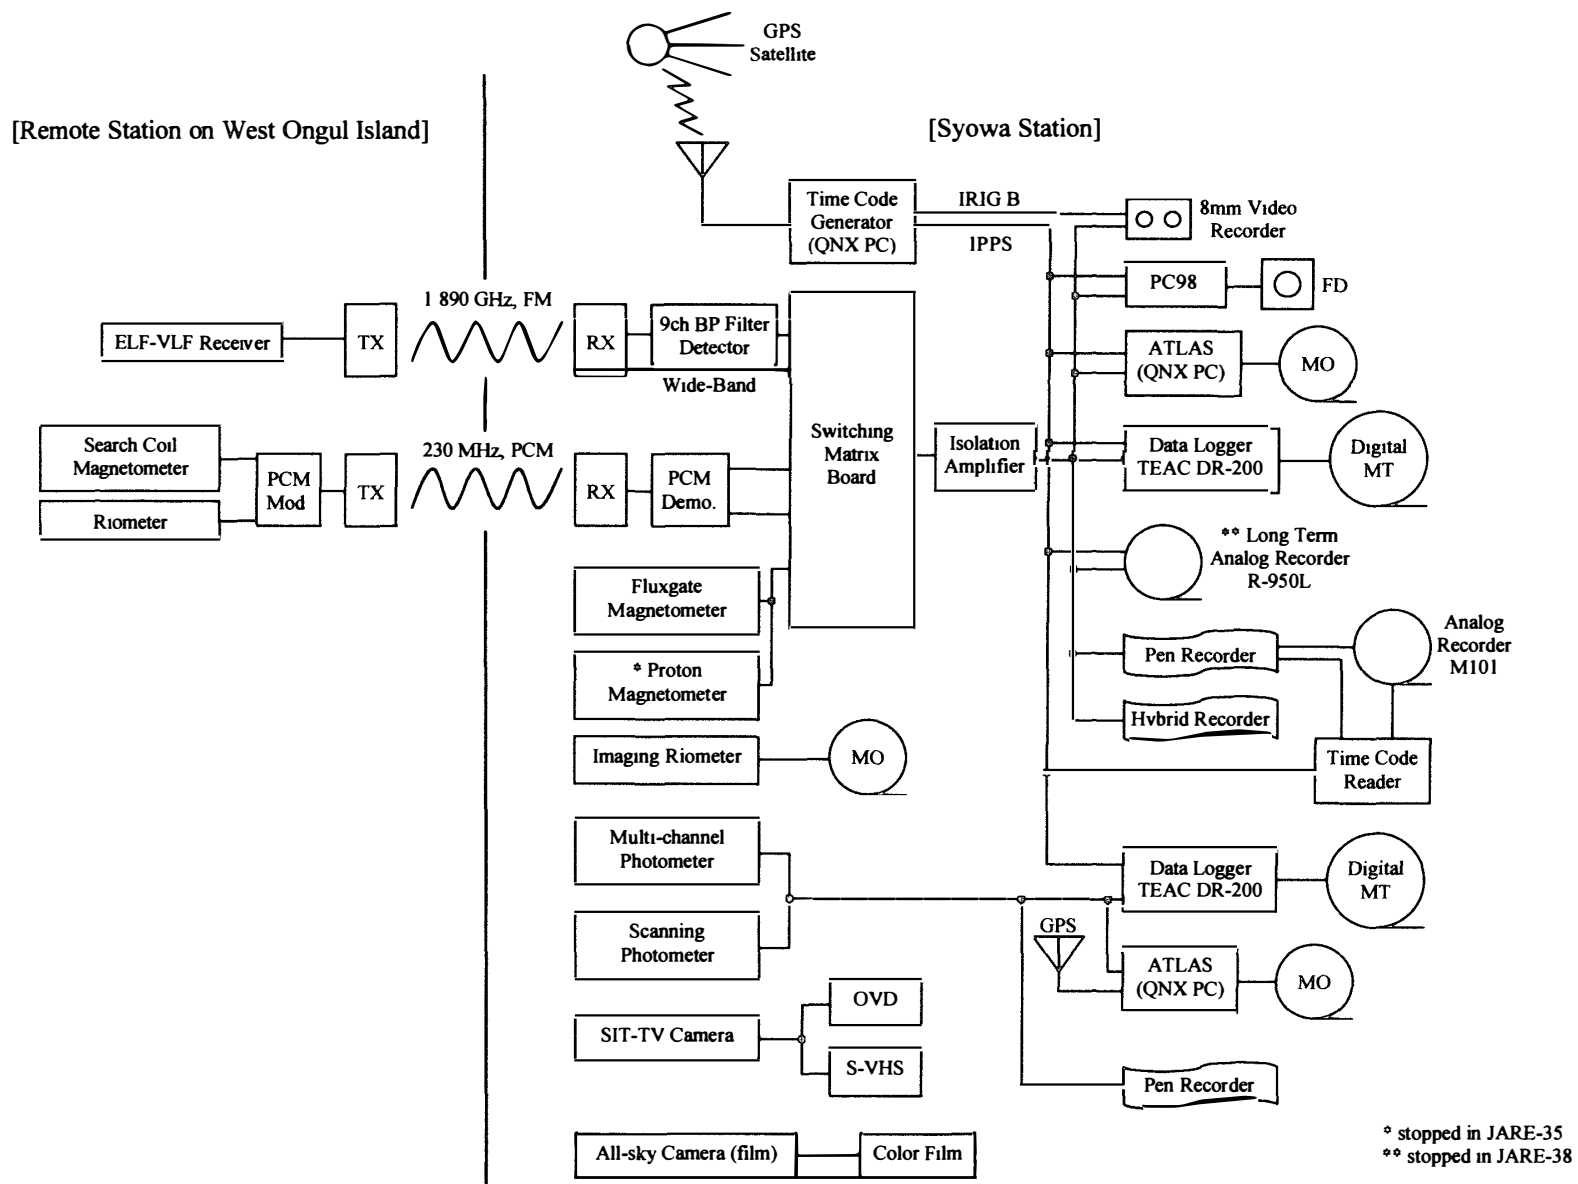 GPS
Satellite
[Remote Station on West Ongul Island]
[Syowa Station]
Time Code
Generator
(QNX PC)
IRIG B
1PPS
8mm Video
Recorder
PC98
FD
1 890 GHz, FM
ELF-VLF Receiver
TX
RX
9ch BP Filter
Detector
Wide-Band
ATLAS
(QNX PC)
MO
Search Coil
Magnetometer
Riometer
PCM
Mod
TX
230 MHz, PCM
RX
PCM
Demo.
Switching
Matrix
Board
Isolation
Amplifier
Data Logger
TEAC DR-200
Digital
MT
** Long Term
Analog Recorder
R-950L
Fluxgate
Magnetometer
* Proton
Magnetometer
Pen Recorder
Analog
Recorder
M101
Hybrid Recorder
Imaging Riometer
MO
Time Code
Reader
Multi-channel
Photometer
Scanning
Photometer
Data Logger
TEAC DR-200
Digital
MT
GPS
ATLAS
(QNX PC)
MO
SIT-TV Camera
OVD
S-VHS
Pen Recorder
All-sky Camera (film)
Color Film
* stopped in JARE-35
** stopped in JARE-38